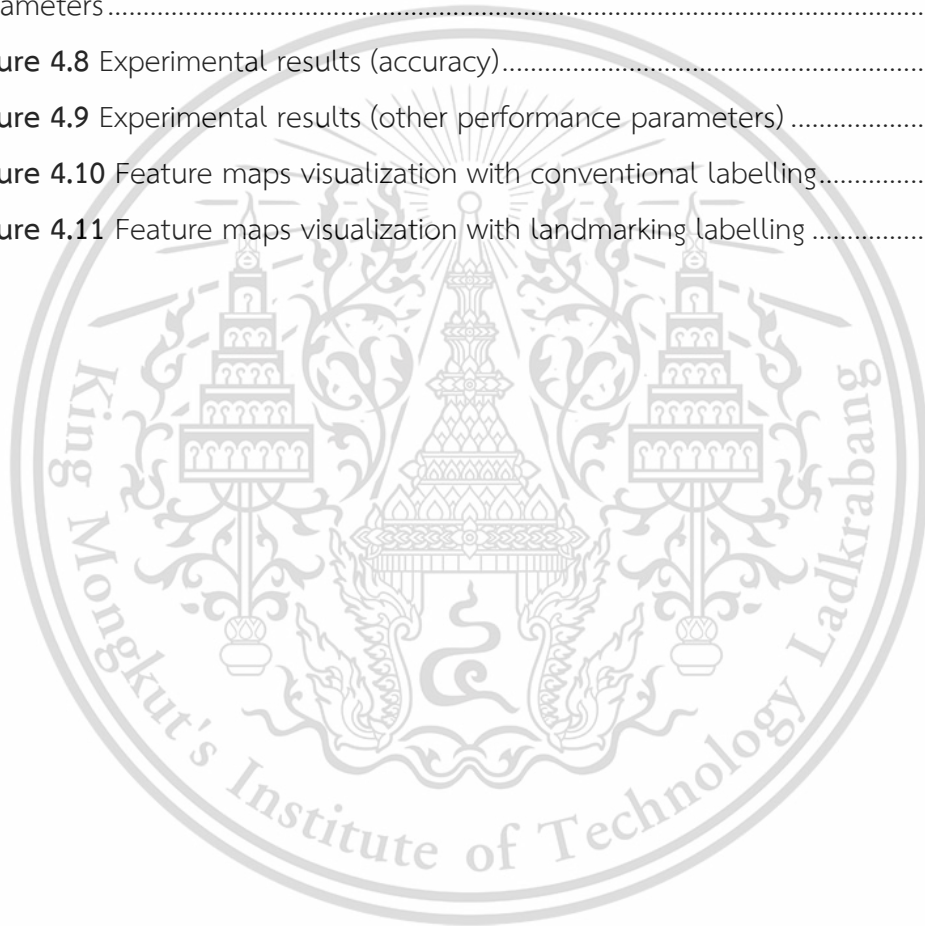 ameters
ure 4.8 Experimental results (accuracy)
ure 4.9 Experimental results (other performance parameters)
ure 4.10 Feature maps visualization with conventional labelling
ure 4.11 Feature maps visualization with landmarking labelling
King Mongkut's Institute of Technology Ladkrabang